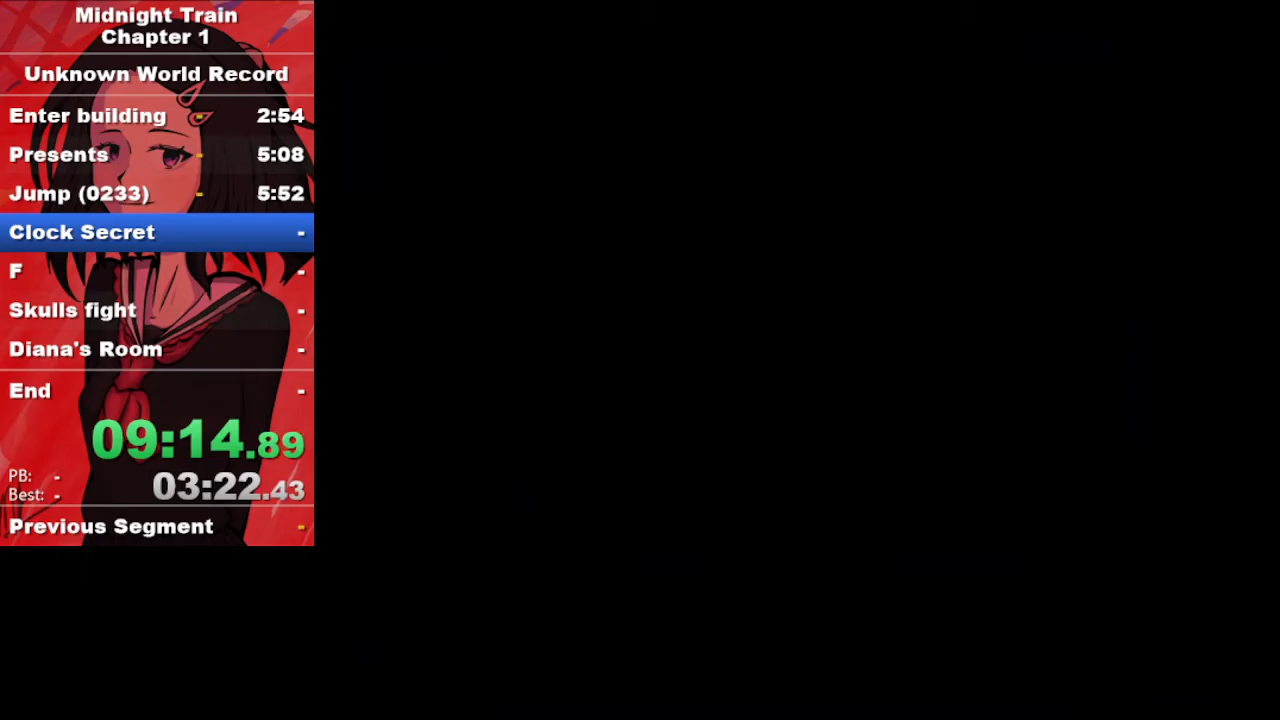 Midnight Train
Chapter 1
Unknown World Record
Enter building - 2:54
Presents - 5:08
Jump (0233) - 5:52
Clock Secret -
F -
Skulls fight -
Diana's Room -
End -
09:14.89
PB: -
Best: - 03:22.43
Previous Segment -